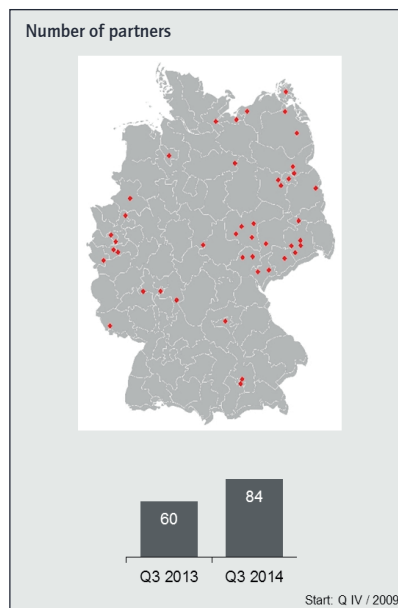 Number of partners
60
84
Q3 2013
Q3 2014
Start: Q IV / 2009